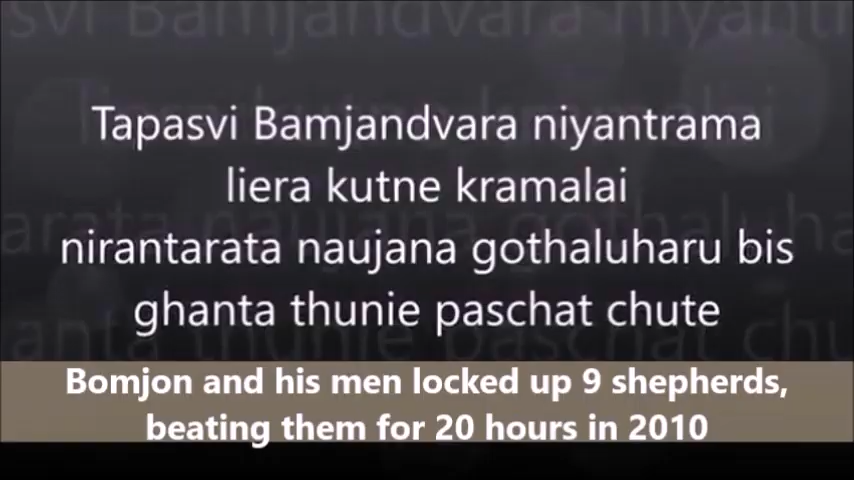 Tapasvi Bamjandvara niyantrama
liera kutne kramalai
nirantarata naujana gothaluharu bis
ghanta thunie paschat chute
Bomjon and his men locked up 9 shepherds,
beating them for 20 hours in 2010